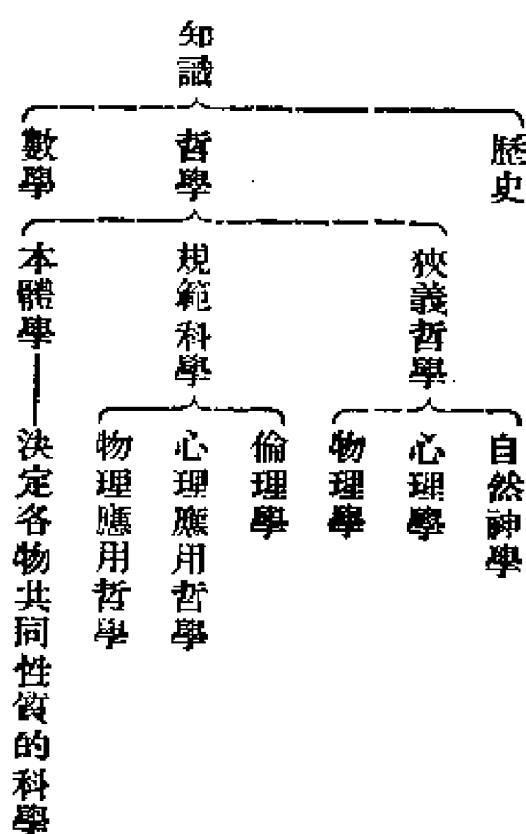 知識
歷史
哲學
數學
狹義哲學
規範科學
本體學——決定各物共同性質的科學
自然神學
心理學
物理學
倫理學
心理應用哲學
物理應用哲學